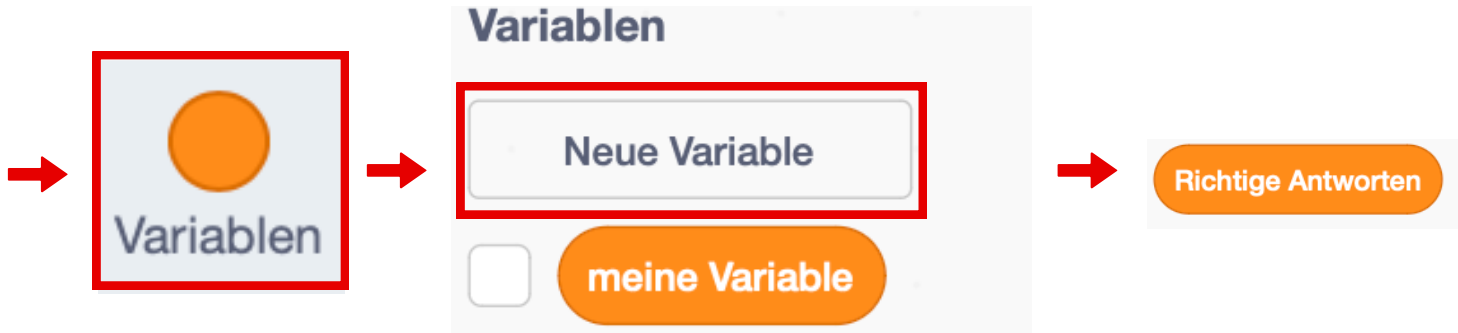 Variablen
Variablen
Neue Variable
meine Variable
Richtige Antworten